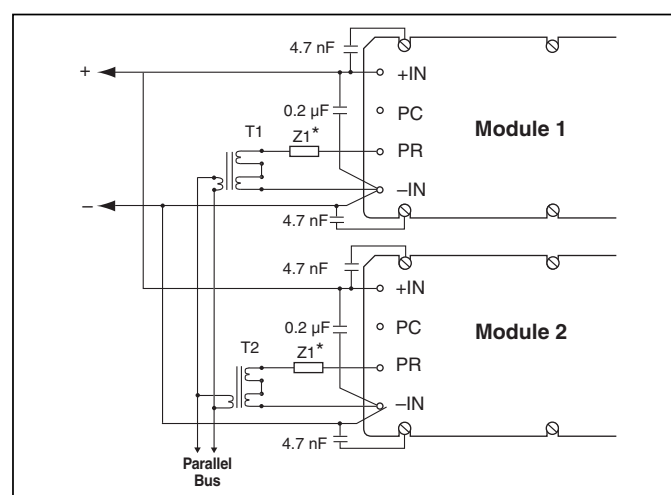 4.7 nF
+
+IN
0.2 µF
PC
Module 1
T1
Z1*
PR
–
–IN
4.7 nF
4.7 nF
+IN
0.2 µF
PC
Module 2
T2
Z1*
PR
–IN
4.7 nF
Parallel
Bus